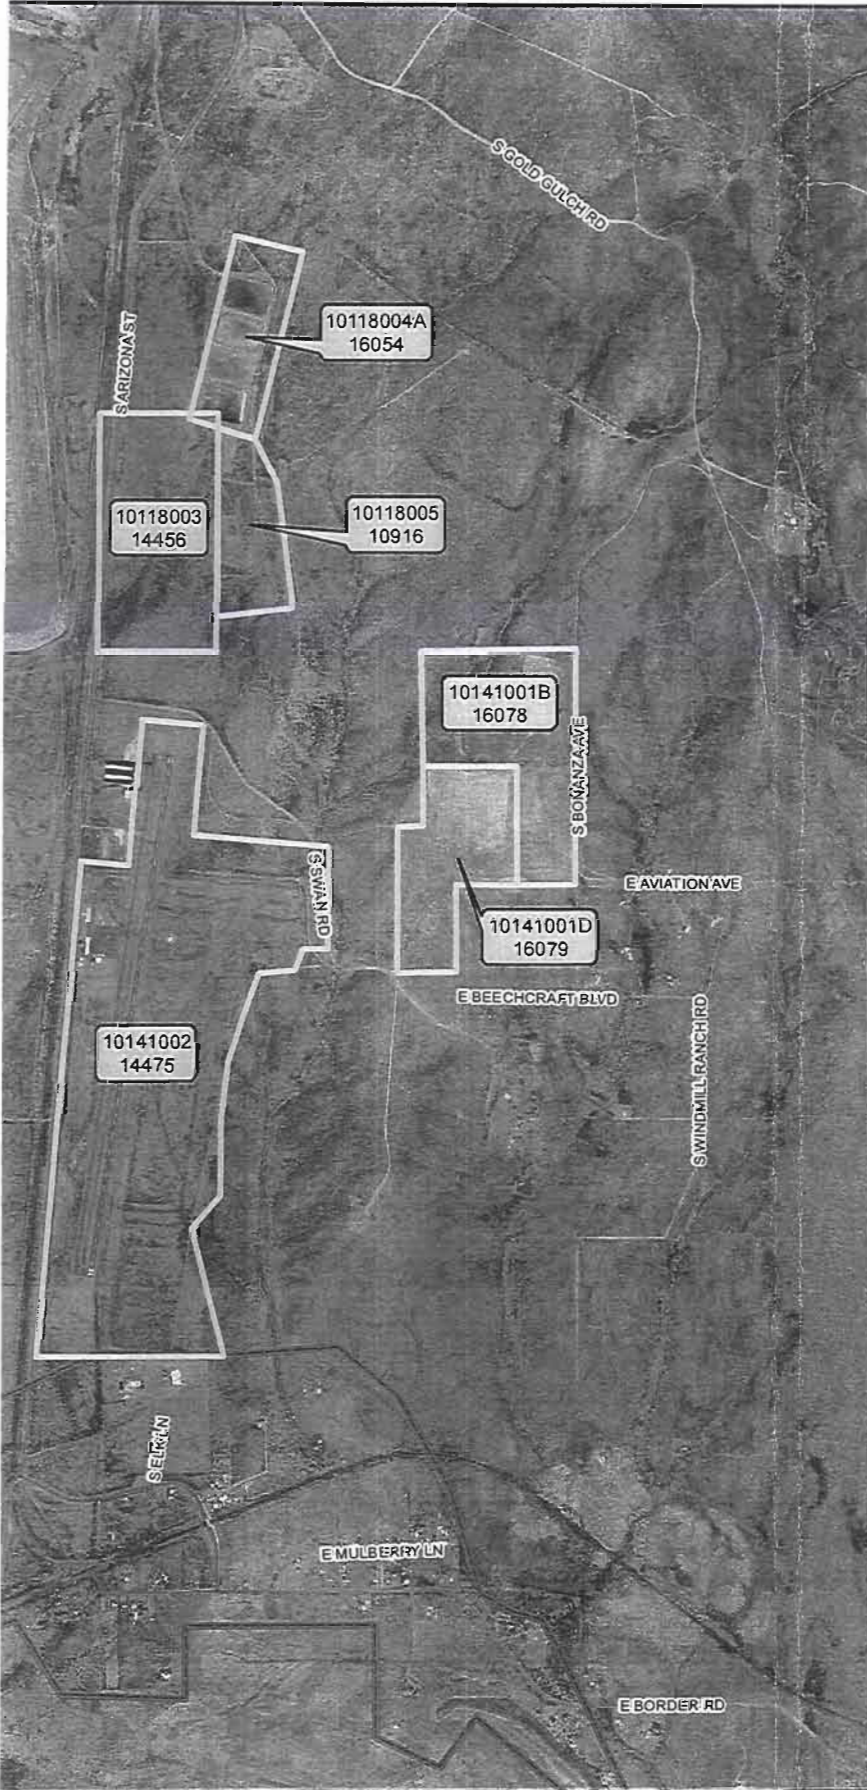 S GOLD GULCH RD
S ARIZONA ST
10118004A
16054
10118003
14456
10118005
10916
10141001B
16078
S BONANZA AVE
S SWAN RD
E AVIATION AVE
10141001D
16079
E BEECHCRAFT BLVD
10141002
14475
S WINDMILL RANCH RD
S ELK LN
E MULBERRY LN
E BORDER RD